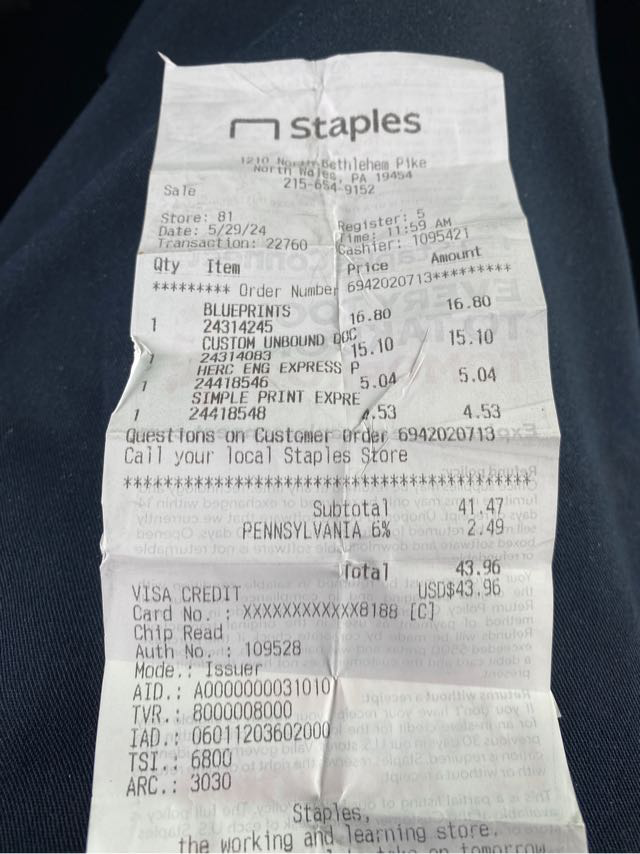 Staples
1210 North Bethlehem Pike
North Wales, PA 19454
215-654-9152
Sale
Store: 81 Register: 5
Date: 5/29/24 Time: 11:59 AM
Transaction: 22760 Cashier: 1095421
Qty Item Price Amount
********* Order Number 6942020713*********
BLUEPRINTS
1 24314245 16.80 16.80
CUSTOM UNBOUND DOC
1 24314083 15.10 15.10
HERC ENG EXPRESS P
1 24418546 5.04 5.04
SIMPLE PRINT EXPRE
1 24418548 4.53 4.53
Questions on Customer Order 6942020713
Call your local Staples Store
******************************************
Subtotal 41.47
PENNSYLVANIA 6% 2.49
Total 43.96
VISA CREDIT USD$43.96
Card No. : XXXXXXXXXXXX8188 [C]
Chip Read
Auth No. : 109528
Mode.: Issuer
AID.: A0000000031010
TVR.: 8000008000
IAD.: 06011203602000
TSI.: 6800
ARC.: 3030
Staples,
the working and learning store.
on tomorrow